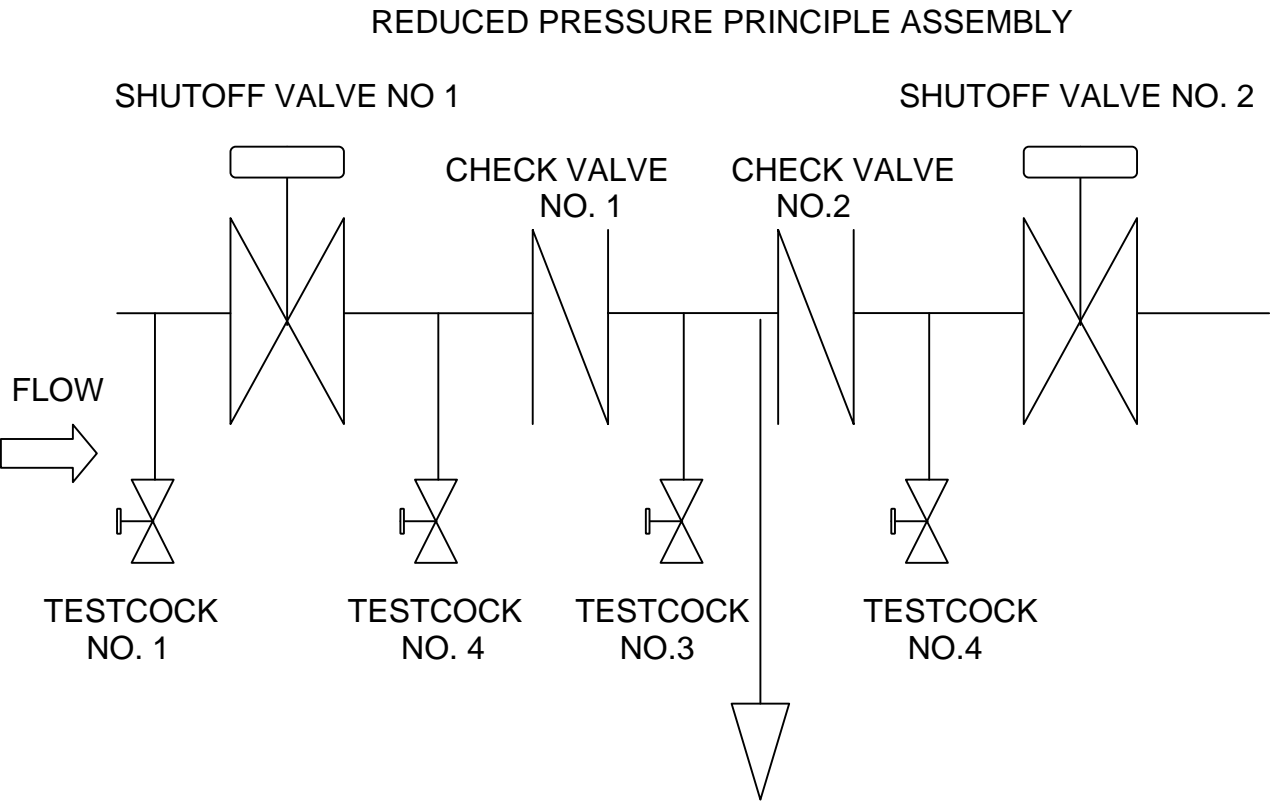 REDUCED PRESSURE PRINCIPLE ASSEMBLY
SHUTOFF VALVE NO 1
SHUTOFF VALVE NO. 2
CHECK VALVE
NO. 1
CHECK VALVE
NO.2
FLOW
TESTCOCK
NO. 1
TESTCOCK
NO. 4
TESTCOCK
NO.3
TESTCOCK
NO.4